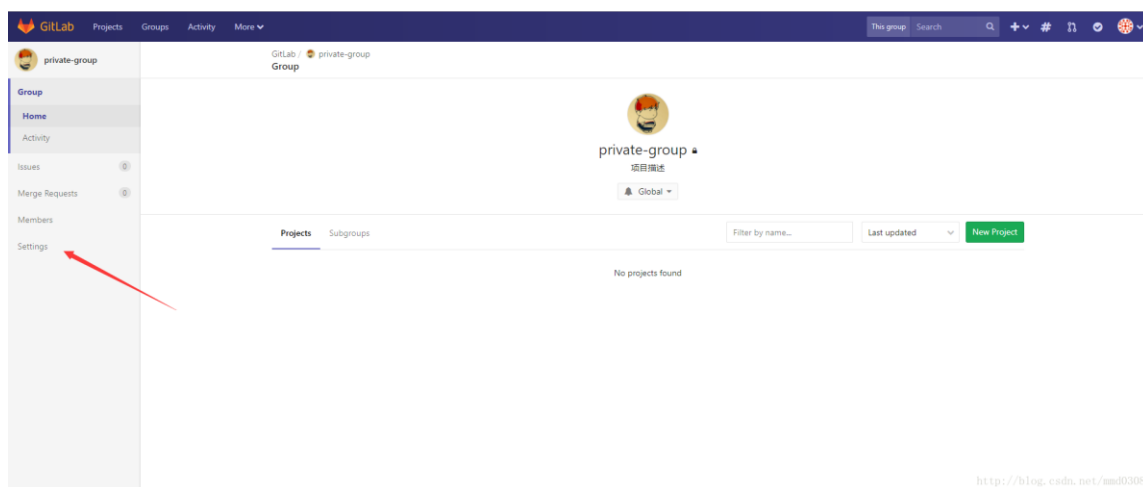 GitLab Projects Groups Activity More This group Search
private-group
GitLab / private-group
Group
Group
Home
Activity
Issues 0
Merge Requests 0
Members
Settings
private-group
项目描述
Global
Projects Subgroups Filter by name... Last updated New Project
No projects found
http://blog.csdn.net/mmd0308